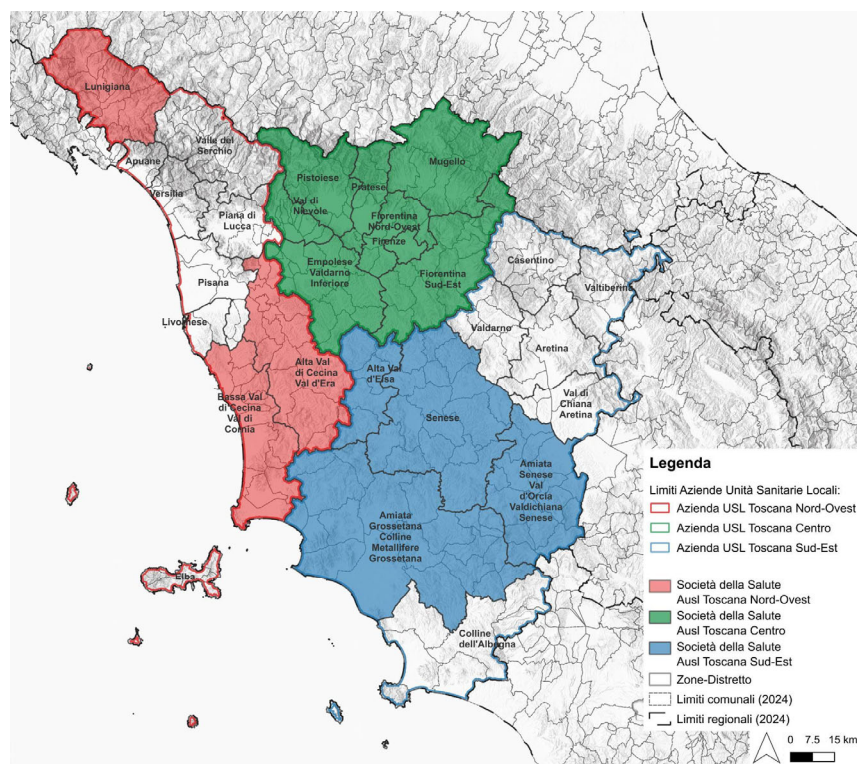 Lunigiana
Valle del
Serchio
Apuane
Versilia
Piana di
Lucca
Pisana
Livornese
Pistoiese
Pratese
Mugello
Val di
Nievole
Fiorentina
Nord-Ovest
Firenze
Empolese
Valdarno
Inferiore
Fiorentina
Sud-Est
Casentino
Valtiberina
Valdarno
Aretina
Val di
Chiana
Aretina
Alta Val
di Cecina
Val d'Era
Bassa Val
di Cecina
Val di
Cornia
Alta Val
d'Elsa
Senese
Amiata
Senese
Val
d'Orcia
Valdichiana
Senese
Amiata
Grossetana
Colline
Metallifere
Grossetana
Elba
Colline
dell'Albegna
Legenda
Limiti Aziende Unità Sanitarie Locali:
Azienda USL Toscana Nord-Ovest
Azienda USL Toscana Centro
Azienda USL Toscana Sud-Est
Società della Salute
Ausl Toscana Nord-Ovest
Società della Salute
Ausl Toscana Centro
Società della Salute
Ausl Toscana Sud-Est
Zone-Distretto
Limiti comunali (2024)
Limiti regionali (2024)
0 7.5 15 km